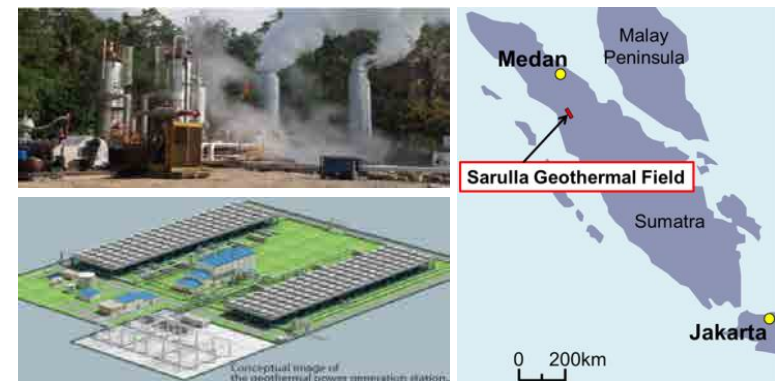 Conceptual image of
the geothermal power generation station.
Malay
Peninsula
Medan
Sarulla Geothermal Field
Sumatra
Jakarta
0 200km